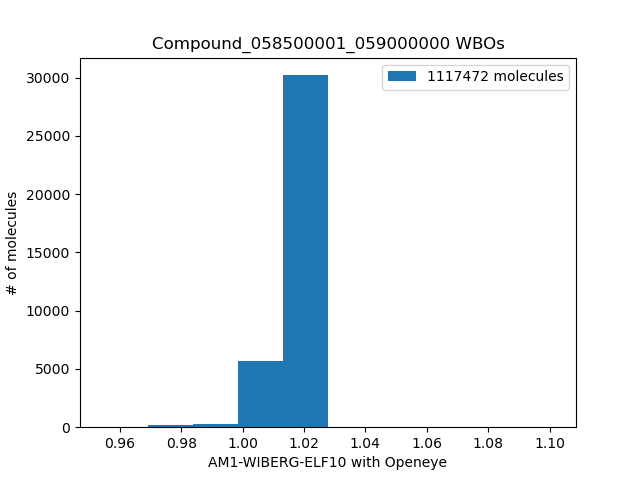 Compound_058500001_059000000 WBOs
1117472 molecules
# of molecules
30000
25000
20000
15000
10000
5000
0
0.96 0.98 1.00 1.02 1.04 1.06 1.08 1.10
AM1-WIBERG-ELF10 with Openeye